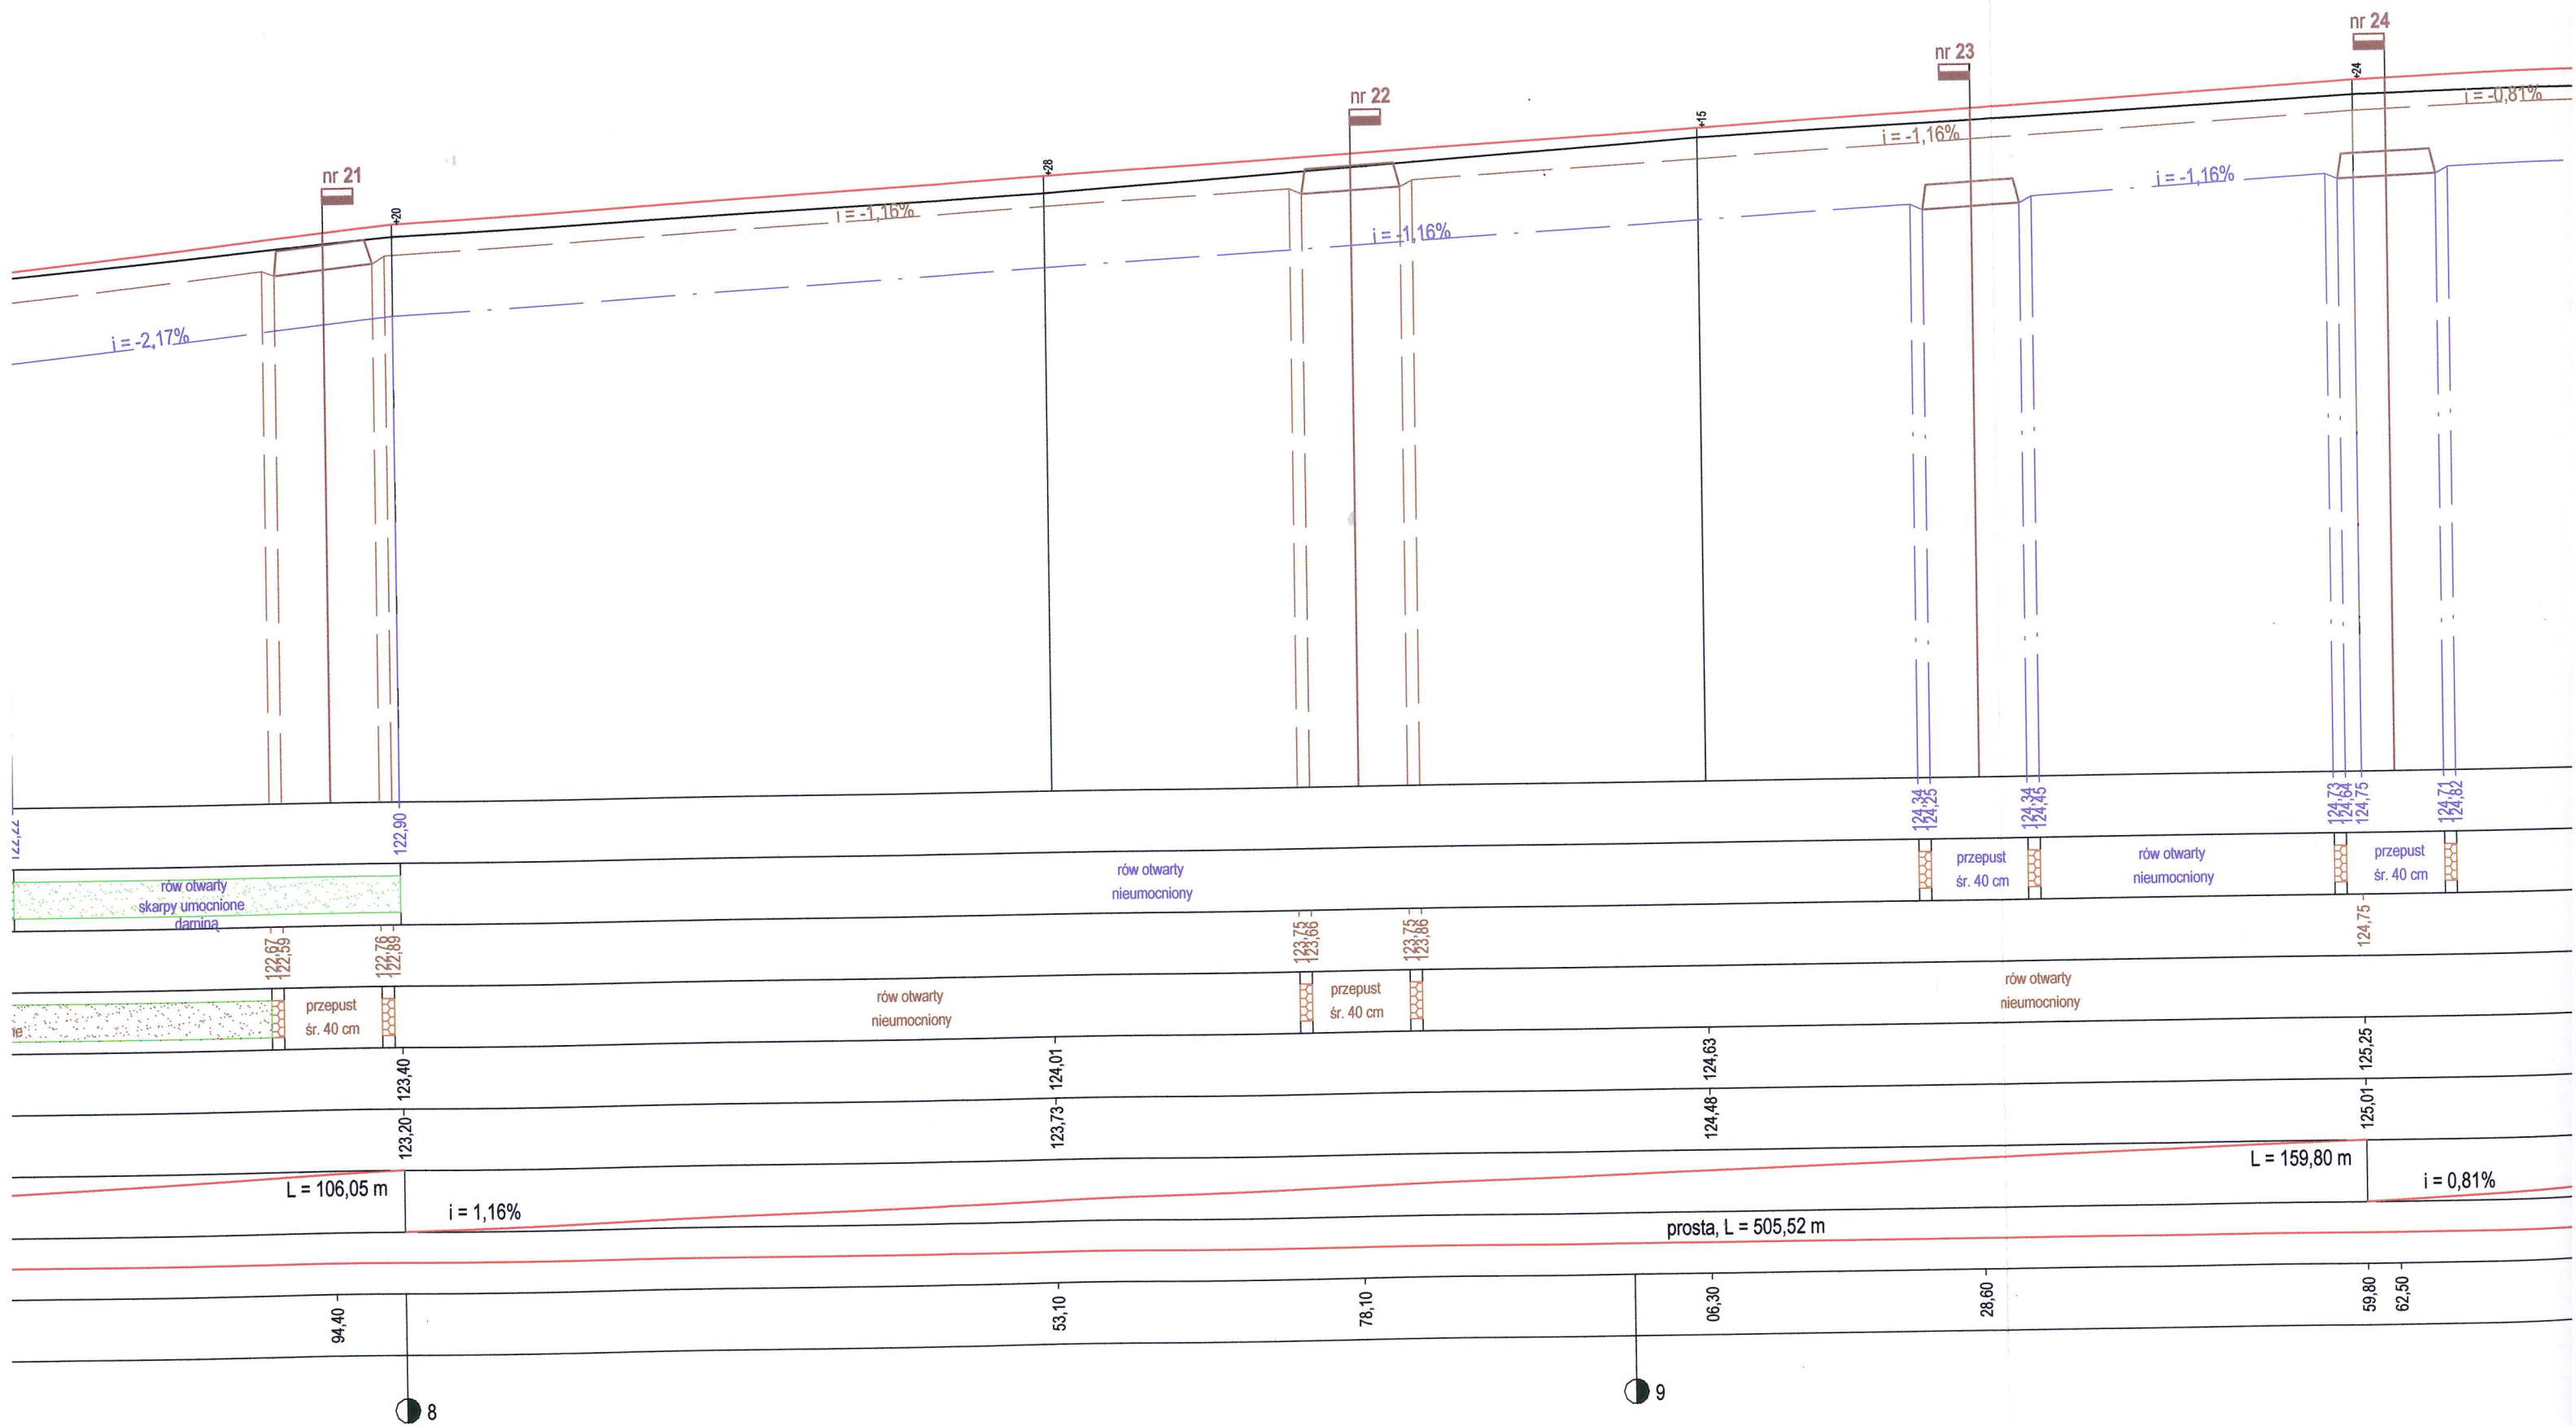 nr 24
nr 23
nr 22
nr 21
+24
+15
+28
+20
i = -0,81%
i = -1,16%
i = -1,16%
i = -1,16%
i = -1,16%
i = -2,17%
122,22
122,90
124,34
124,25
124,34
124,45
124,73
124,64
124,75
124,71
124,82
rów otwarty
skarpy umocnione
darniną
rów otwarty
nieumocniony
przepust
śr. 40 cm
rów otwarty
nieumocniony
przepust
śr. 40 cm
122,67
122,59
122,76
122,89
123,75
123,66
123,75
123,86
124,75
ie
przepust
śr. 40 cm
rów otwarty
nieumocniony
przepust
śr. 40 cm
rów otwarty
nieumocniony
123,40
124,01
124,63
125,25
123,20
123,73
124,48
125,01
L = 106,05 m
i = 1,16%
L = 159,80 m
i = 0,81%
prosta, L = 505,52 m
94,40
53,10
78,10
06,30
28,60
59,80
62,50
8
9